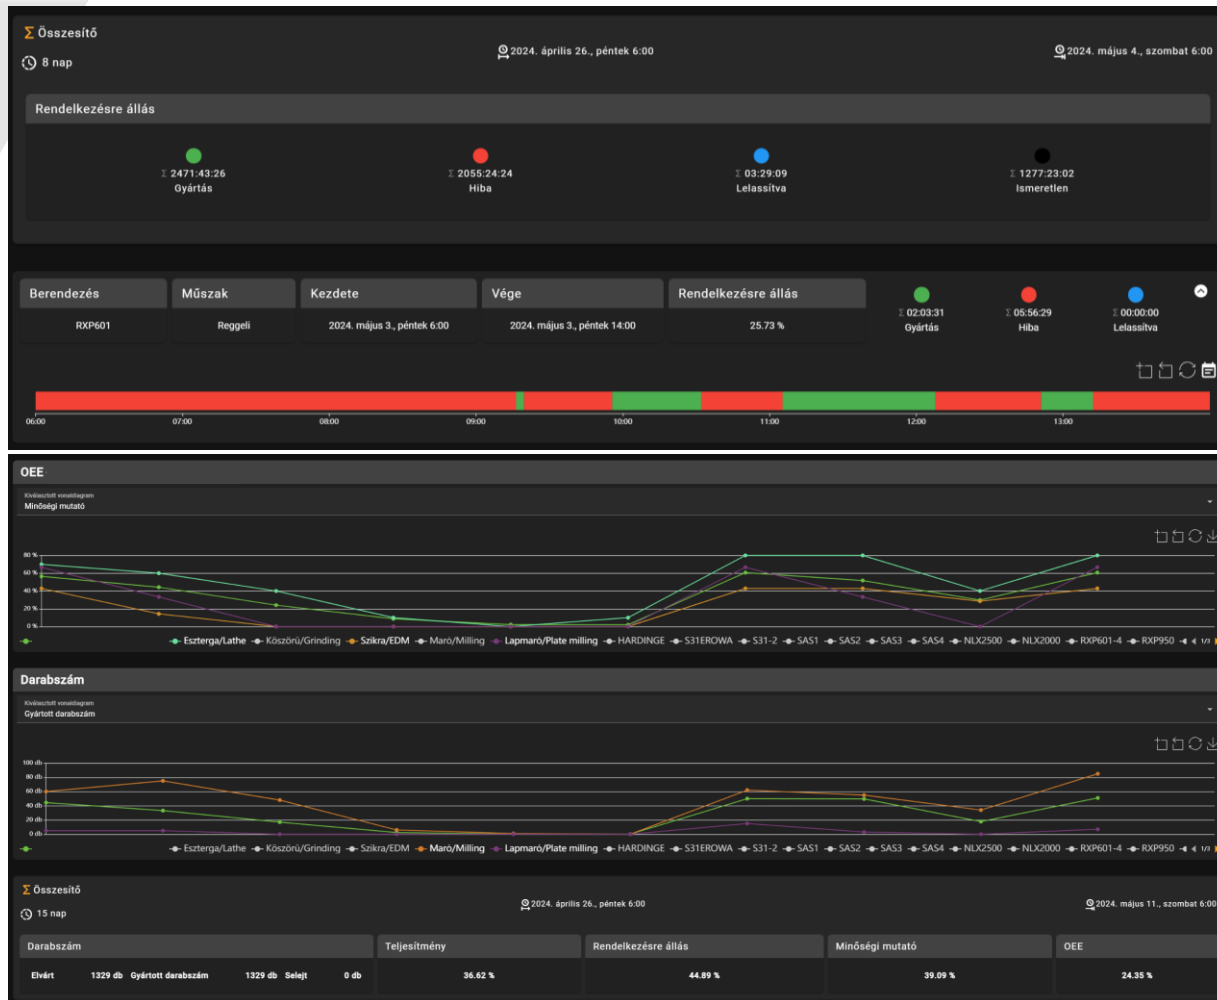 Σ Összesítő
8 nap
2024. április 26., péntek 6:00
2024. május 4., szombat 6:00
Rendelkezésre állás
Σ 2471:43:26 Σ 2055:24:24 Σ 03:29:09 Σ 1277:23:02
Gyártás Hiba Lelassítva Ismeretlen
Berendezés Műszak Kezdete Vége Rendelkezésre állás
RXP601 Reggeli 2024. május 3., péntek 6:00 2024. május 3., péntek 14:00 25.73 %
Σ 02:03:31 Σ 05:56:29 Σ 00:00:00
Gyártás Hiba Lelassítva
06:00 07:00 08:00 09:00 10:00 11:00 12:00 13:00
OEE
Kiválasztott vonaldiagram
Minőségi mutató
80 %
60 %
40 %
20 %
0 %
Eszterga/Lathe Köszörü/Grinding Szikra/EDM Maró/Milling Lapmaró/Plate milling HARDINGE S31EROWA S31-2 SAS1 SAS2 SAS3 SAS4 NLX2500 NLX2000 RXP601-4 RXP950 1/3
Darabszám
Kiválasztott vonaldiagram
Gyártott darabszám
100 db
80 db
60 db
40 db
20 db
0 db
Eszterga/Lathe Köszörü/Grinding Szikra/EDM Maró/Milling Lapmaró/Plate milling HARDINGE S31EROWA S31-2 SAS1 SAS2 SAS3 SAS4 NLX2500 NLX2000 RXP601-4 RXP950 1/3
Σ Összesítő
15 nap
2024. április 26., péntek 6:00
2024. május 11., szombat 6:00
Darabszám Teljesítmény Rendelkezésre állás Minőségi mutató OEE
Elvárt 1329 db Gyártott darabszám 1329 db Selejt 0 db 36.62 % 44.89 % 39.09 % 24.35 %